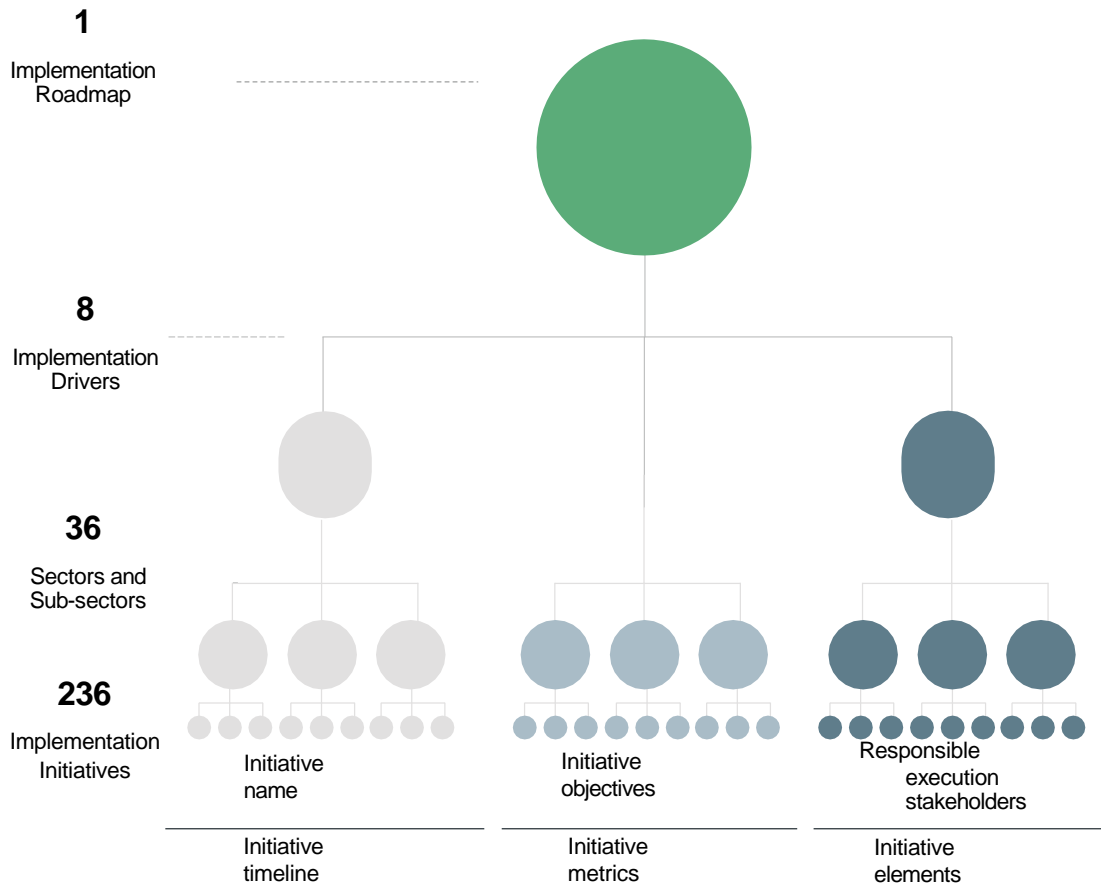 1
Implementation
Roadmap
8
Implementation
Drivers
36
Sectors and
Sub-sectors
236
Implementation
Initiatives
Initiative
name
Initiative
objectives
Responsible
execution
stakeholders
Initiative
timeline
Initiative
metrics
Initiative
elements